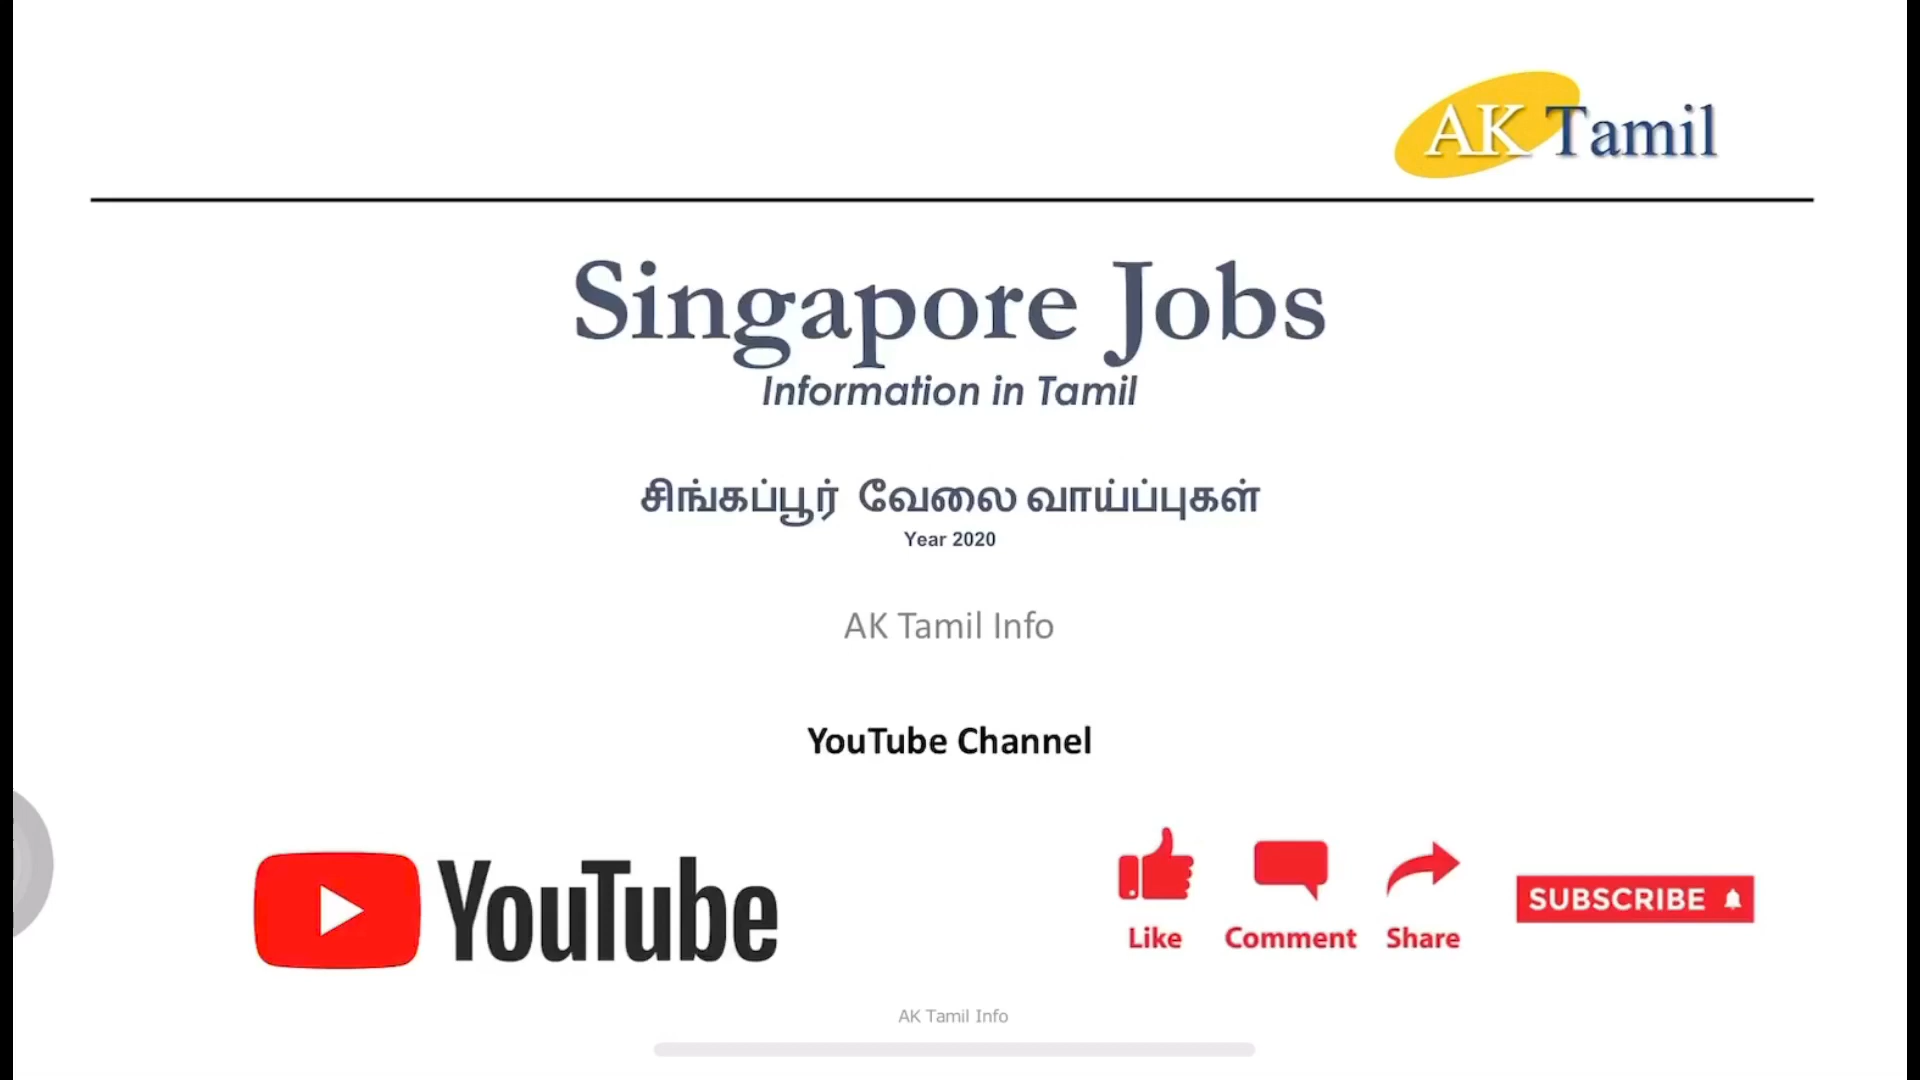 AK Tamil
Singapore Jobs
Information in Tamil
சிங்கப்பூர் வேலை வாய்ப்புகள்
Year 2020
AK Tamil Info
YouTube Channel
YouTube
Like Comment Share
SUBSCRIBE
AK Tamil Info